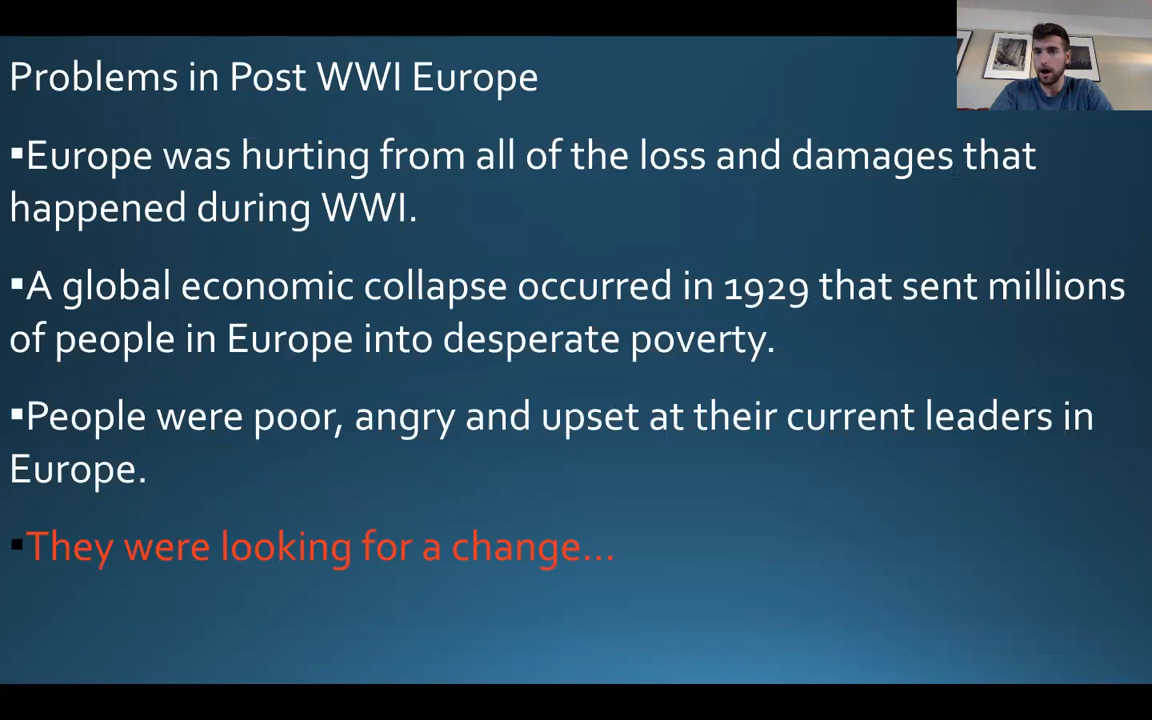 Problems in Post WWI Europe
▪Europe was hurting from all of the loss and damages that
happened during WWI.
▪A global economic collapse occurred in 1929 that sent millions
of people in Europe into desperate poverty.
▪People were poor, angry and upset at their current leaders in
Europe.
▪They were looking for a change...